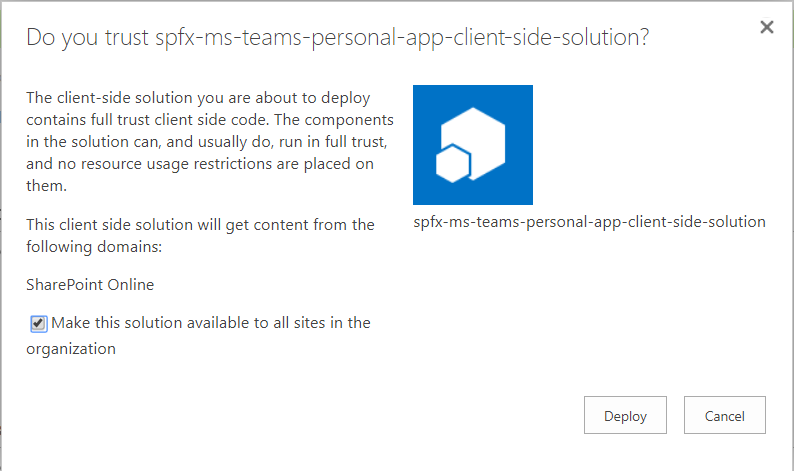 Do you trust spfx-ms-teams-personal-app-client-side-solution?
The client-side solution you are about to deploy
contains full trust client side code. The components
in the solution can, and usually do, run in full trust,
and no resource usage restrictions are placed on
them.
This client side solution will get content from the
following domains:
SharePoint Online
Make this solution available to all sites in the
organization
spfx-ms-teams-personal-app-client-side-solution
Deploy
Cancel